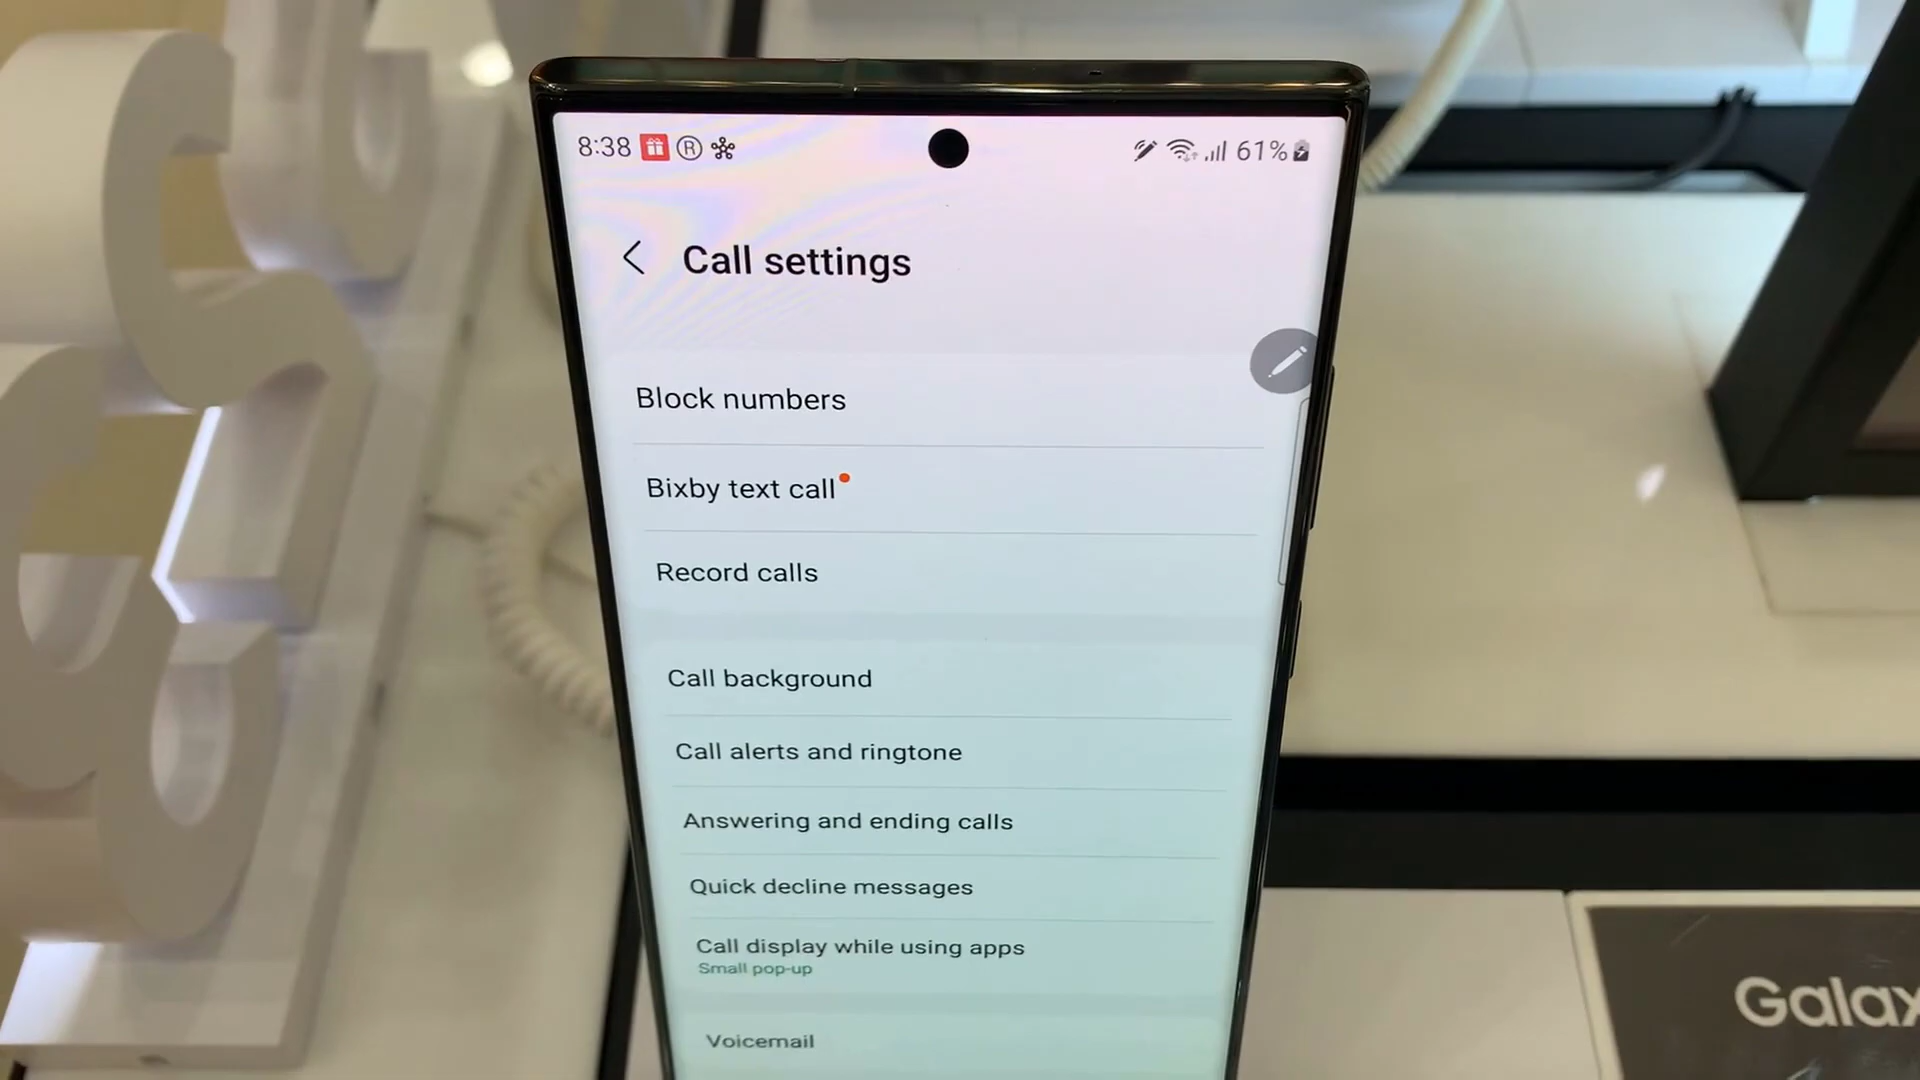 8:38
61%
Call settings
Block numbers
Bixby text call
Record calls
Call background
Call alerts and ringtone
Answering and ending calls
Quick decline messages
Call display while using apps
Small pop-up
Voicemail
Galax